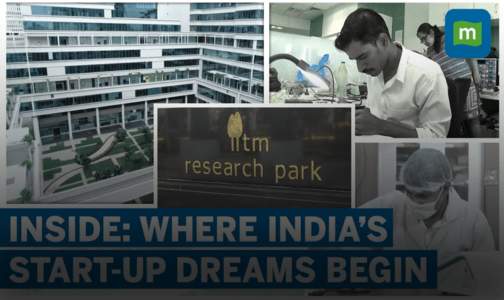 iitm
research park
INSIDE: WHERE INDIA'S
START-UP DREAMS BEGIN